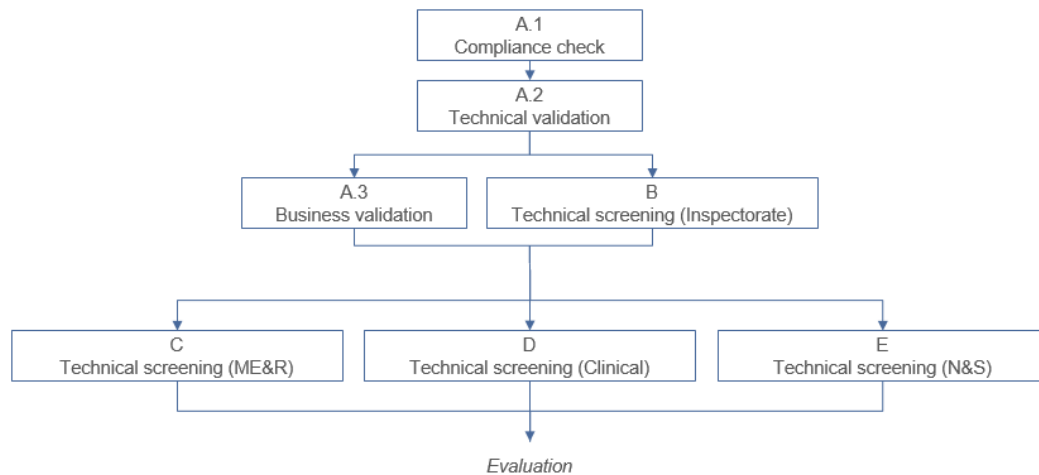 A.1
Compliance check
A.2
Technical validation
A.3
Business validation
B
Technical screening (Inspectorate)
C
Technical screening (ME&R)
D
Technical screening (Clinical)
E
Technical screening (N&S)
Evaluation